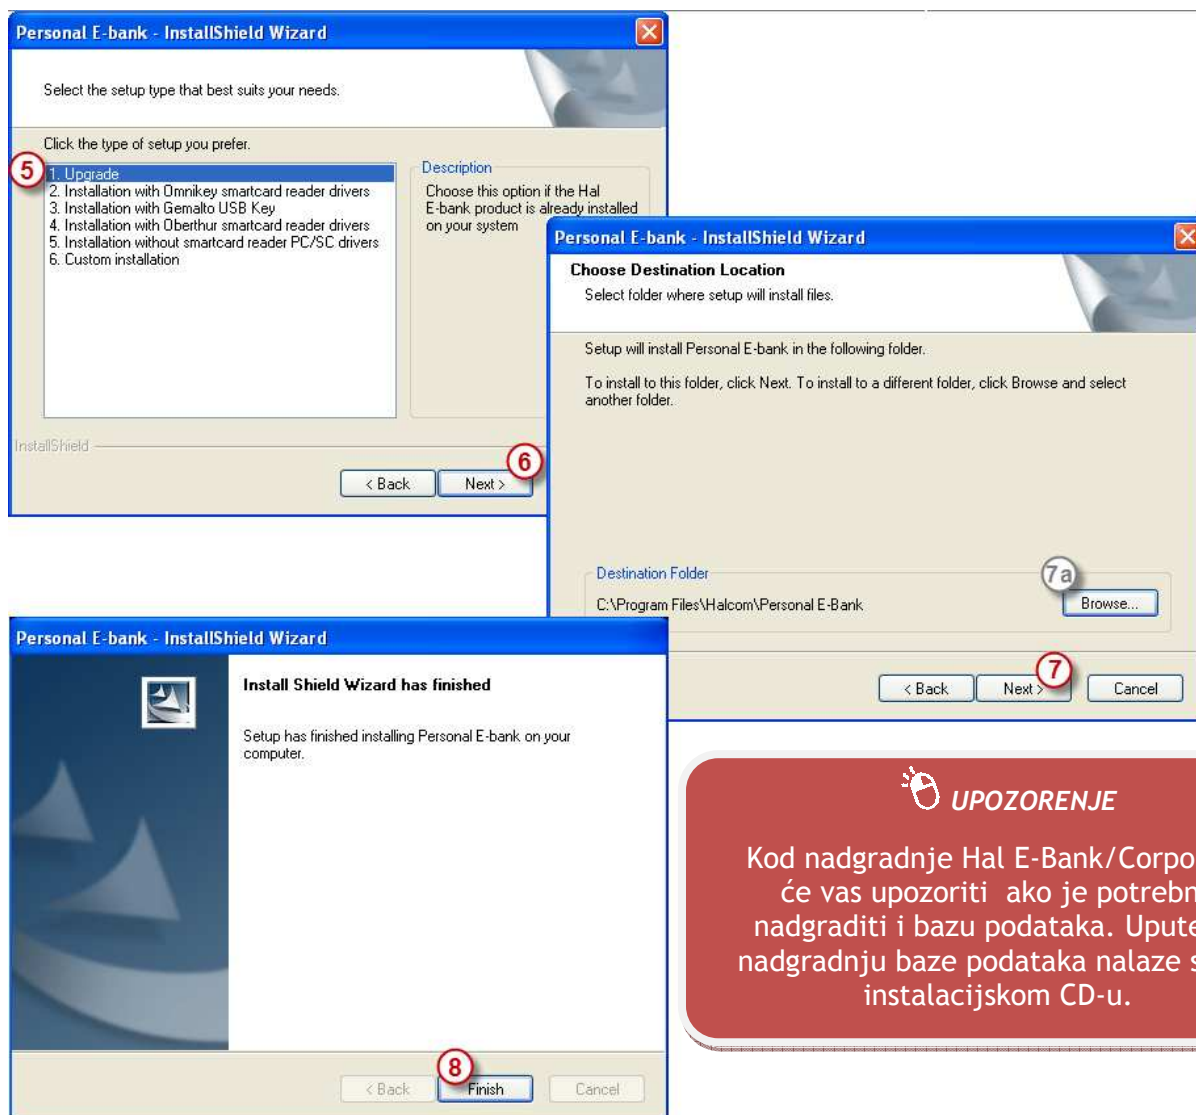 Personal E-bank - InstallShield Wizard
Select the setup type that best suits your needs.
Click the type of setup you prefer.
5
1. Upgrade
2. Installation with Omnikey smartcard reader drivers
3. Installation with Gemalto USB Key
4. Installation with Oberthur smartcard reader drivers
5. Installation without smartcard reader PC/SC drivers
6. Custom installation
Description
Choose this option if the Hal
E-bank product is already installed
on your system
InstallShield
6
< Back
Next >
Personal E-bank - InstallShield Wizard
Choose Destination Location
Select folder where setup will install files.
Setup will install Personal E-bank in the following folder.
To install to this folder, click Next. To install to a different folder, click Browse and select
another folder.
Destination Folder
7a
C:\Program Files\Halcom\Personal E-Bank
Browse...
7
< Back
Next >
Cancel
Personal E-bank - InstallShield Wizard
Install Shield Wizard has finished
Setup has finished installing Personal E-bank on your
computer.
8
< Back
Finish
Cancel
UPOZORENJE
Kod nadgradnje Hal E-Bank/Corpo
će vas upozoriti ako je potrebn
nadgraditi i bazu podataka. Upute
nadgradnju baze podataka nalaze s
instalacijskom CD-u.